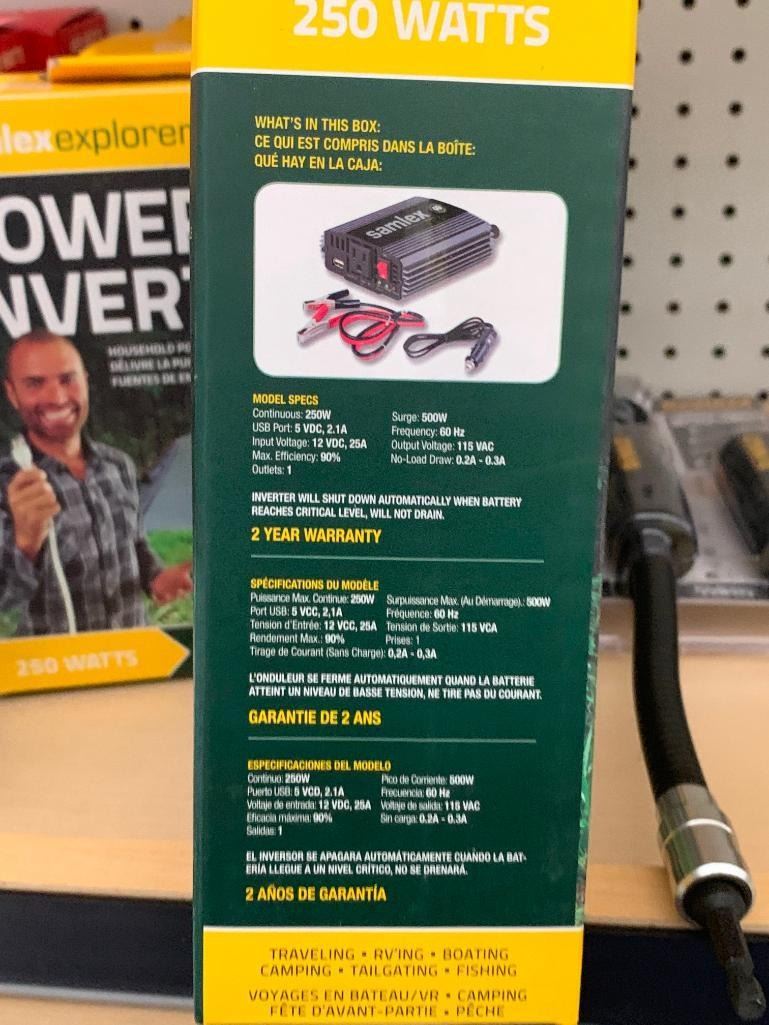 250 WATTS
WHAT'S IN THIS BOX:
CE QUI EST COMPRIS DANS LA BOÎTE:
QUÉ HAY EN LA CAJA:
samlex
MODEL SPECS
Continuous: 250W Surge: 500W
USB Port: 5 VDC, 2.1A Frequency: 60 Hz
Input Voltage: 12 VDC, 25A Output Voltage: 115 VAC
Max. Efficiency: 90% No-Load Draw: 0.2A - 0.3A
Outlets: 1
INVERTER WILL SHUT DOWN AUTOMATICALLY WHEN BATTERY
REACHES CRITICAL LEVEL, WILL NOT DRAIN.
2 YEAR WARRANTY
SPÉCIFICATIONS DU MODÈLE
Puissance Max. Continue: 250W Surpuissance Max. (Au Démarrage).: 500W
Port USB: 5 VCC, 2,1A Fréquence: 60 Hz
Tension d'Entrée: 12 VCC, 25A Tension de Sortie: 115 VCA
Rendement Max.: 90% Prises: 1
Tirage de Courant (Sans Charge): 0,2A - 0,3A
L'ONDULEUR SE FERME AUTOMATIQUEMENT QUAND LA BATTERIE
ATTEINT UN NIVEAU DE BASSE TENSION, NE TIRE PAS DU COURANT.
GARANTIE DE 2 ANS
ESPECIFICACIONES DEL MODELO
Continuo: 250W Pico de Corriente: 500W
Puerto USB: 5 VCD, 2.1A Frecuencia: 60 Hz
Voltaje de entrada: 12 VDC, 25A Voltaje de salida: 115 VAC
Eficacia máxima: 90% Sin carga: 0.2A - 0.3A
Salidas: 1
EL INVERSOR SE APAGARA AUTOMÁTICAMENTE CUANDO LA BAT-
ERÍA LLEGUE A UN NIVEL CRÍTICO, NO SE DRENARÁ.
2 AÑOS DE GARANTÍA
TRAVELING • RV'ING • BOATING
CAMPING • TAILGATING • FISHING
VOYAGES EN BATEAU/VR • CAMPING
FÊTE D'AVANT-PARTIE • PÊCHE
lexexplorer
OWE
NVER
HOUSEHOLD PO
DÉLIVRE LA PU
FUENTES DE E
250 WATTS